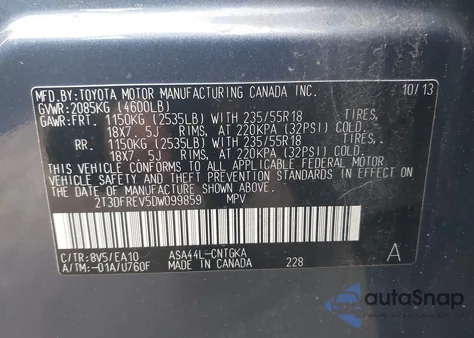 MFD. BY: TOYOTA MOTOR MANUFACTURING CANADA INC. 10/13
GVWR: 2085KG (4600LB)
GAWR: FRT. 1150KG (2535LB) WITH 235/55R18 TIRES,
18X7.5J RIMS, AT 220KPA (32PSI) COLD.
RR. 1150KG (2535LB) WITH 235/55R18 TIRES,
18X7.5J RIMS, AT 220KPA (32PSI) COLD.
THIS VEHICLE CONFORMS TO ALL APPLICABLE FEDERAL MOTOR
VEHICLE SAFETY AND THEFT PREVENTION STANDARDS IN EFFECT
ON THE DATE OF MANUFACTURE SHOWN ABOVE.
2T3DFREV5DW099859 MPV
C/TR: 8V5/EA10 ASA44L-CNTGKA A
A/TM: -01A/U760F MADE IN CANADA 228
autoSnap
by carsfast